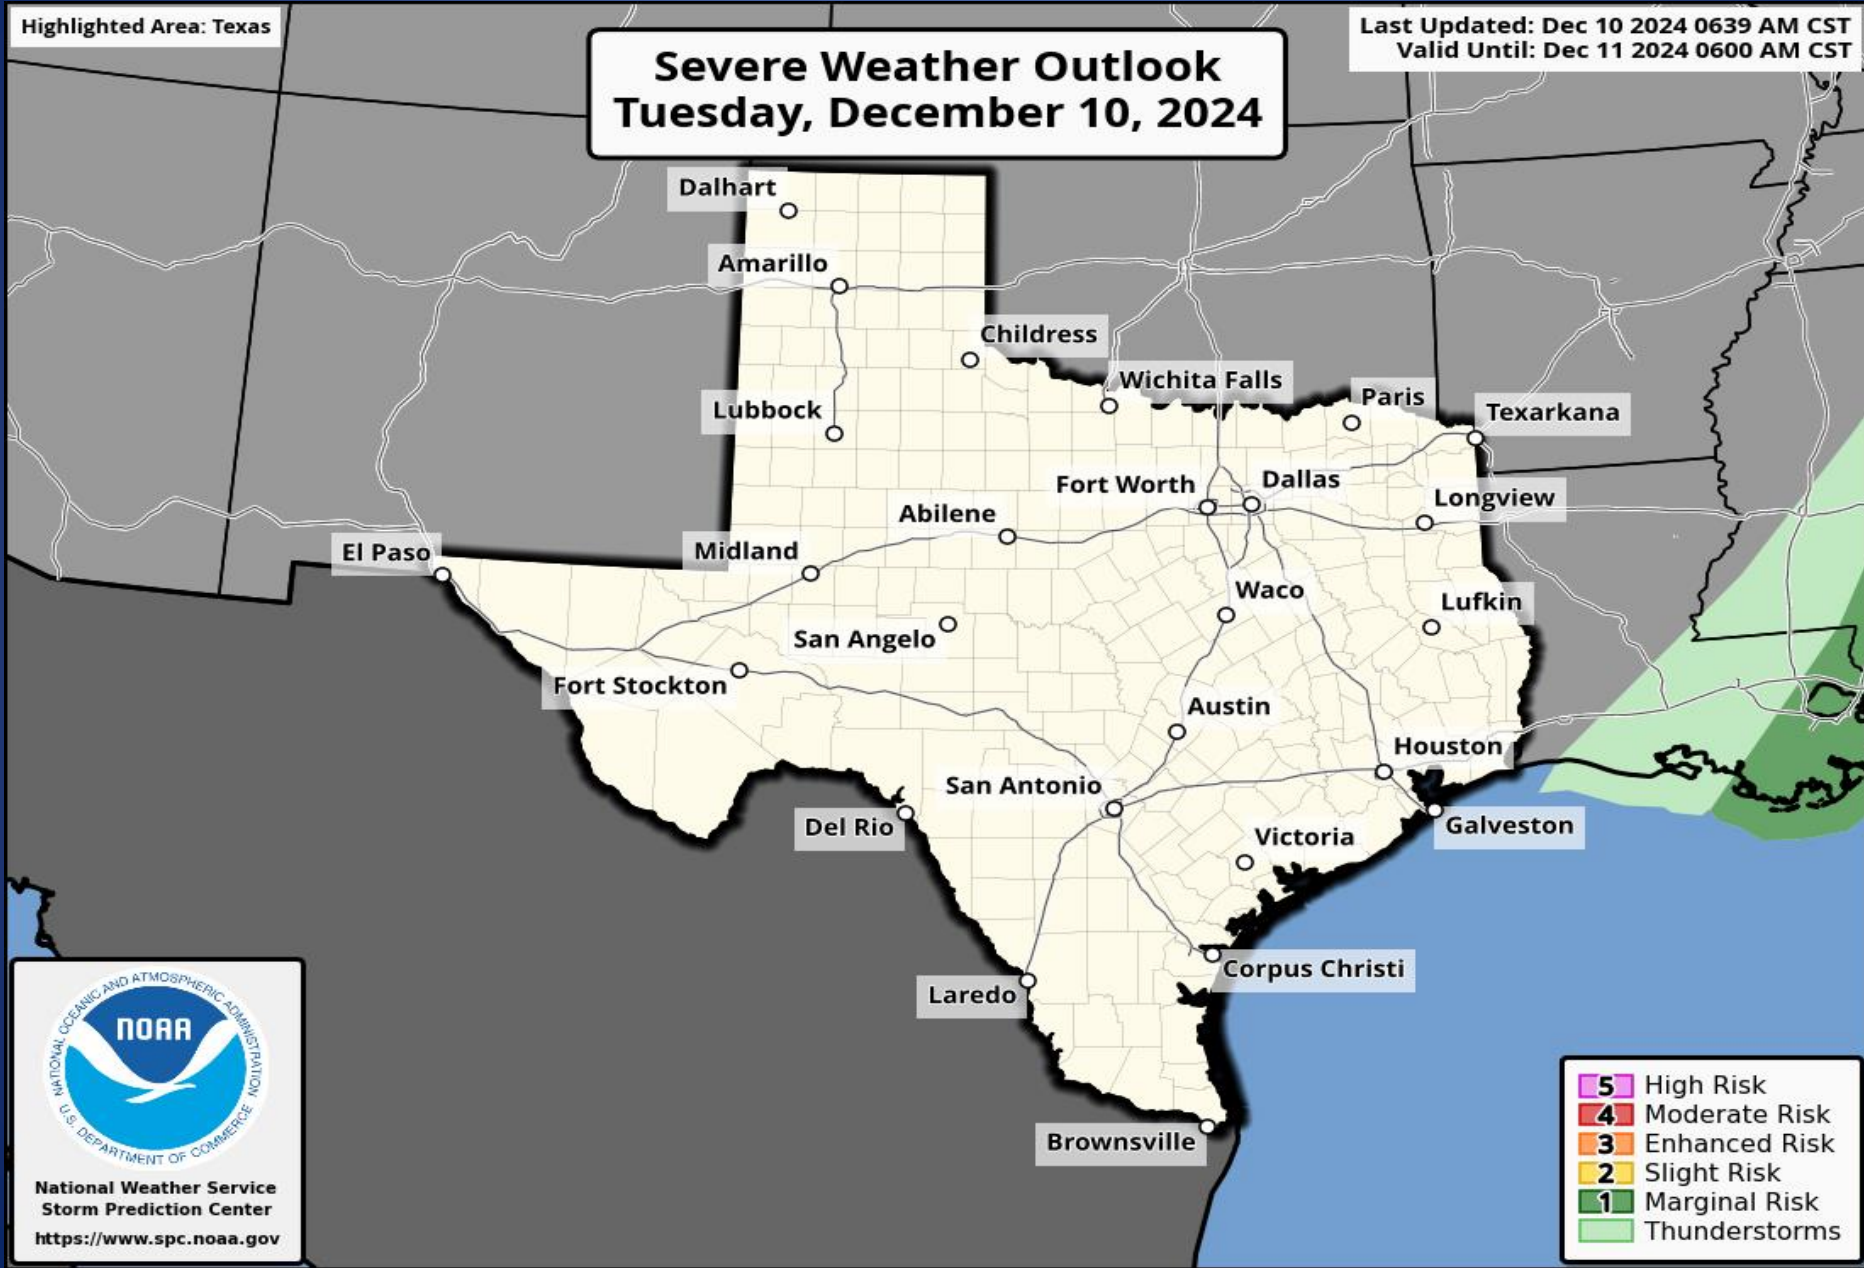 Highlighted Area: Texas
Last Updated: Dec 10 2024 0639 AM CST
Valid Until: Dec 11 2024 0600 AM CST
Severe Weather Outlook
Tuesday, December 10, 2024
Dalhart
Amarillo
Childress
Wichita Falls
Paris
Lubbock
Texarkana
Fort Worth
Dallas
Longview
Abilene
El Paso
Midland
Waco
Lufkin
San Angelo
Fort Stockton
Austin
Houston
San Antonio
Del Rio
Galveston
Victoria
Corpus Christi
Laredo
Brownsville
NATIONAL OCEANIC AND ATMOSPHERIC ADMINISTRATION
NOAA
U.S. DEPARTMENT OF COMMERCE
National Weather Service
Storm Prediction Center
https://www.spc.noaa.gov
5 High Risk
4 Moderate Risk
3 Enhanced Risk
2 Slight Risk
1 Marginal Risk
Thunderstorms